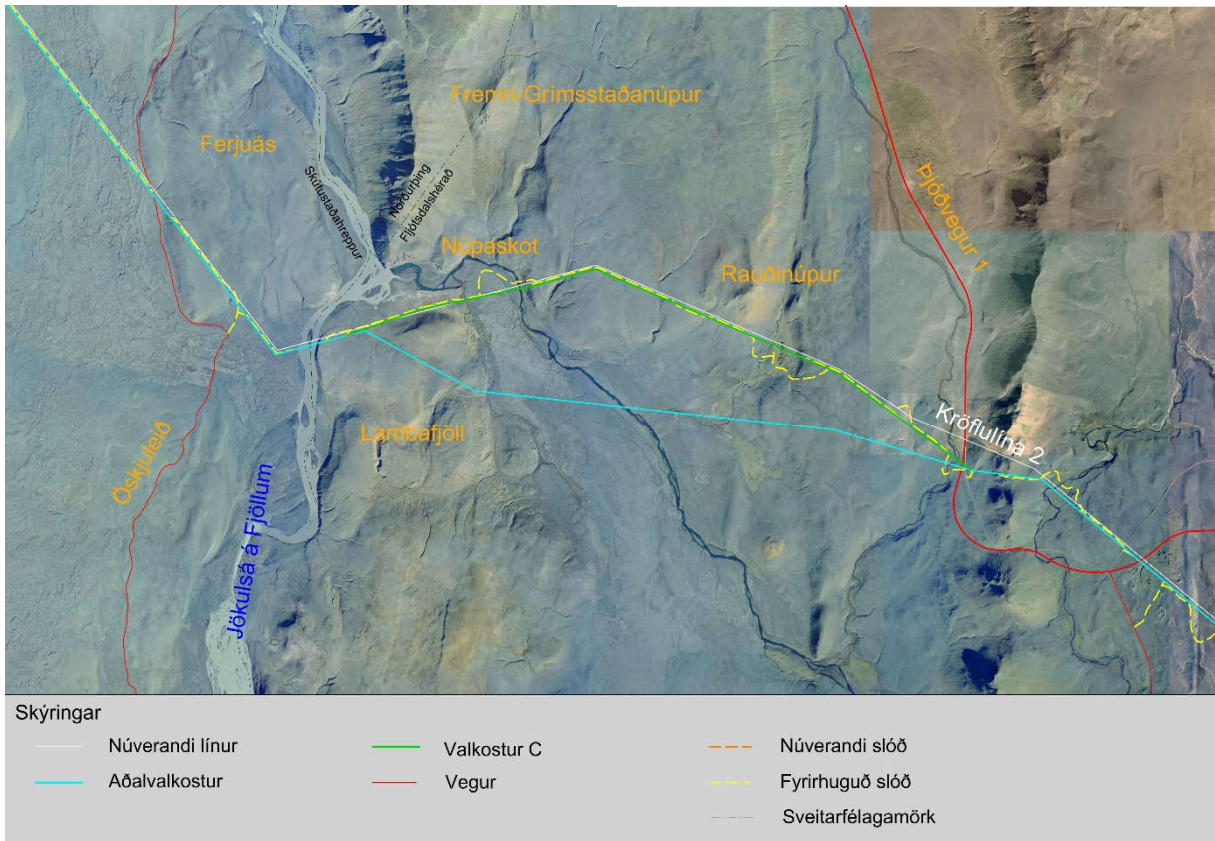 Fremri-Grímsstaðanúpur
Ferjuás
Skútustaðahreppur
Norðurþing
Fljótsdalshérað
Þjóðvegur 1
Núpaskot
Rauðinúpur
Kröflulína 2
Lambafjöll
Öskjuleið
Jökulsá á Fjöllum
Skýringar
Núverandi línur
Valkostur C
Núverandi slóð
Aðalvalkostur
Vegur
Fyrirhuguð slóð
Sveitarfélagamörk